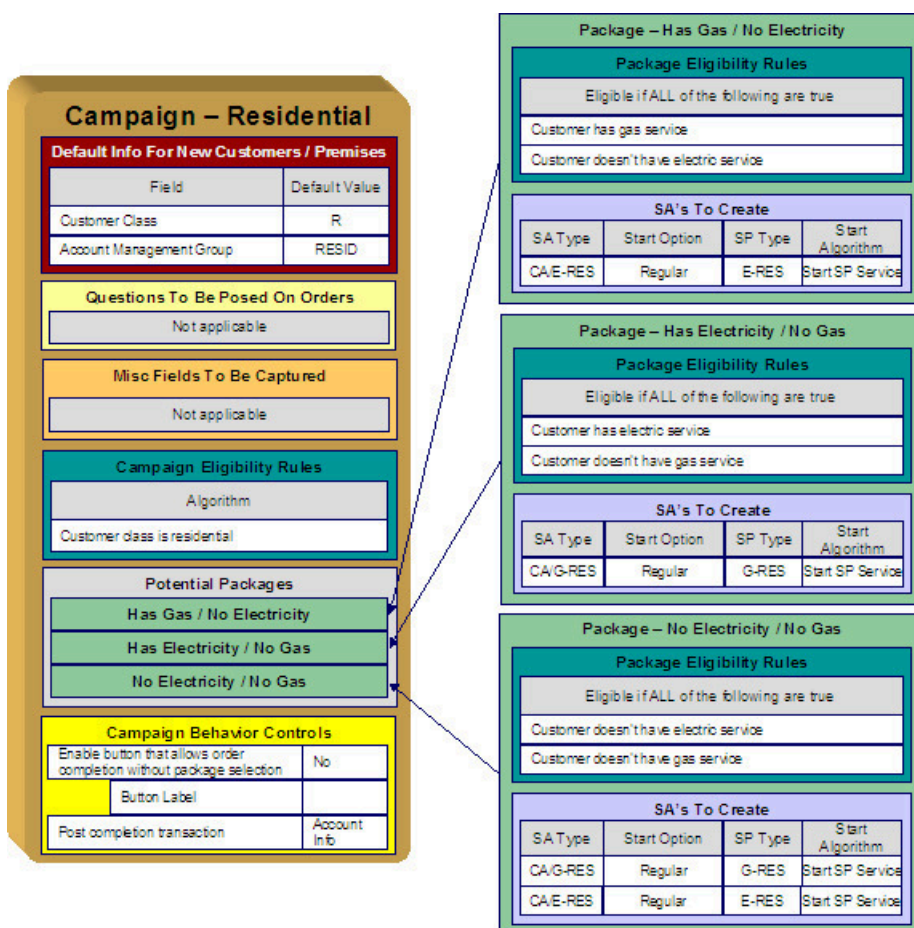 Campaign – Residential
Default Info For New Customers / Premises
Field Default Value
Customer Class R
Account Management Group RESID
Questions To Be Posed On Orders
Not applicable
Misc Fields To Be Captured
Not applicable
Campaign Eligibility Rules
Algorithm
Customer class is residential
Potential Packages
Has Gas / No Electricity
Has Electricity / No Gas
No Electricity / No Gas
Campaign Behavior Controls
Enable button that allows order
completion without package selection
No
Button Label
Post completion transaction
Account
Info
Package – Has Gas / No Electricity
Package Eligibility Rules
Eligible if ALL of the following are true
Customer has gas service
Customer doesn't have electric service
SA's To Create
SA Type Start Option SP Type Start
Algorithm
CA/E-RES Regular E-RES Start SP Service
Package – Has Electricity / No Gas
Package Eligibility Rules
Eligible if ALL of the following are true
Customer has electric service
Customer doesn't have gas service
SA's To Create
SA Type Start Option SP Type Start
Algorithm
CA/G-RES Regular G-RES Start SP Service
Package – No Electricity / No Gas
Package Eligibility Rules
Eligible if ALL of the following are true
Customer doesn't have electric service
Customer doesn't have gas service
SA's To Create
SA Type Start Option SP Type Start
Algorithm
CA/G-RES Regular G-RES Start SP Service
CA/E-RES Regular E-RES Start SP Service